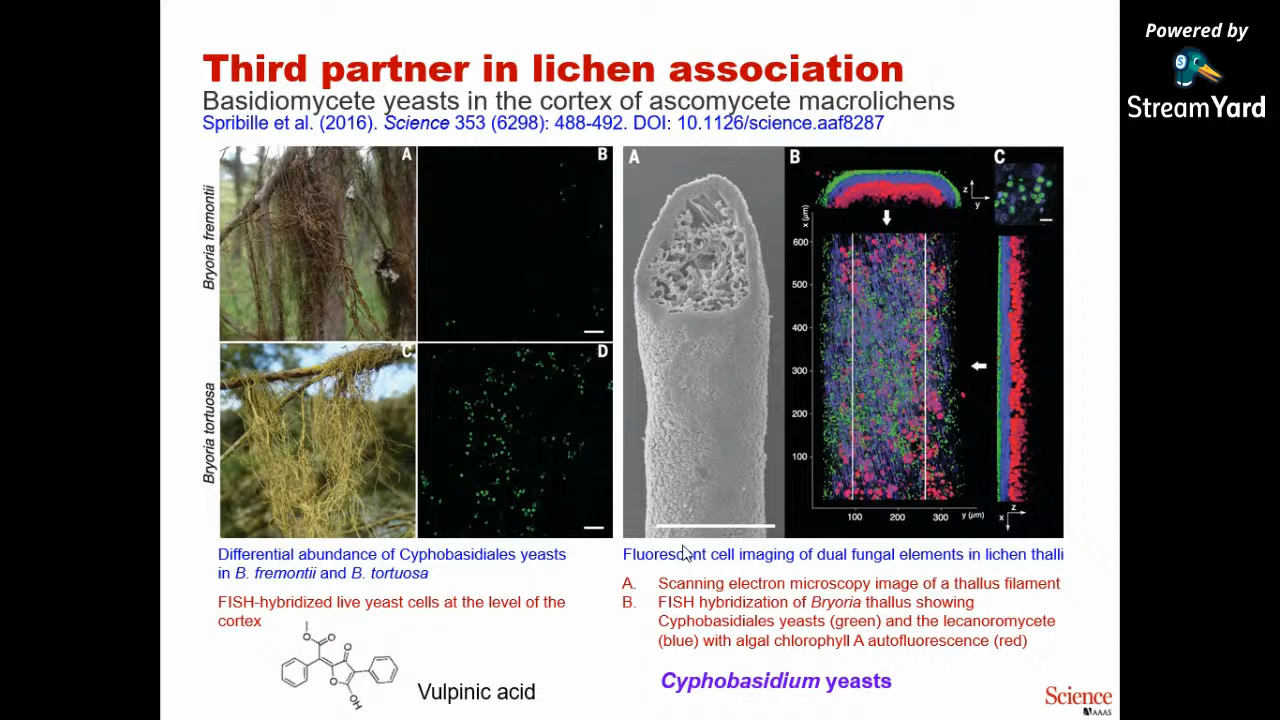 Powered by
StreamYard
Third partner in lichen association
Basidiomycete yeasts in the cortex of ascomycete macrolichens
Spribille et al. (2016). Science 353 (6298): 488-492. DOI: 10.1126/science.aaf8287
Bryoria fremontii
A
B
Bryoria tortuosa
C
D
A
B
C
z
y
x (µm)
600
500
400
300
200
100
100
200
300
y (µm)
z
x
Differential abundance of Cyphobasidiales yeasts
in B. fremontii and B. tortuosa
FISH-hybridized live yeast cells at the level of the
cortex
O
O
O
O
OH
Vulpinic acid
Fluorescent cell imaging of dual fungal elements in lichen thalli
A. Scanning electron microscopy image of a thallus filament
B. FISH hybridization of Bryoria thallus showing
Cyphobasidiales yeasts (green) and the lecanoromycete
(blue) with algal chlorophyll A autofluorescence (red)
Cyphobasidium yeasts
Science
AAAS